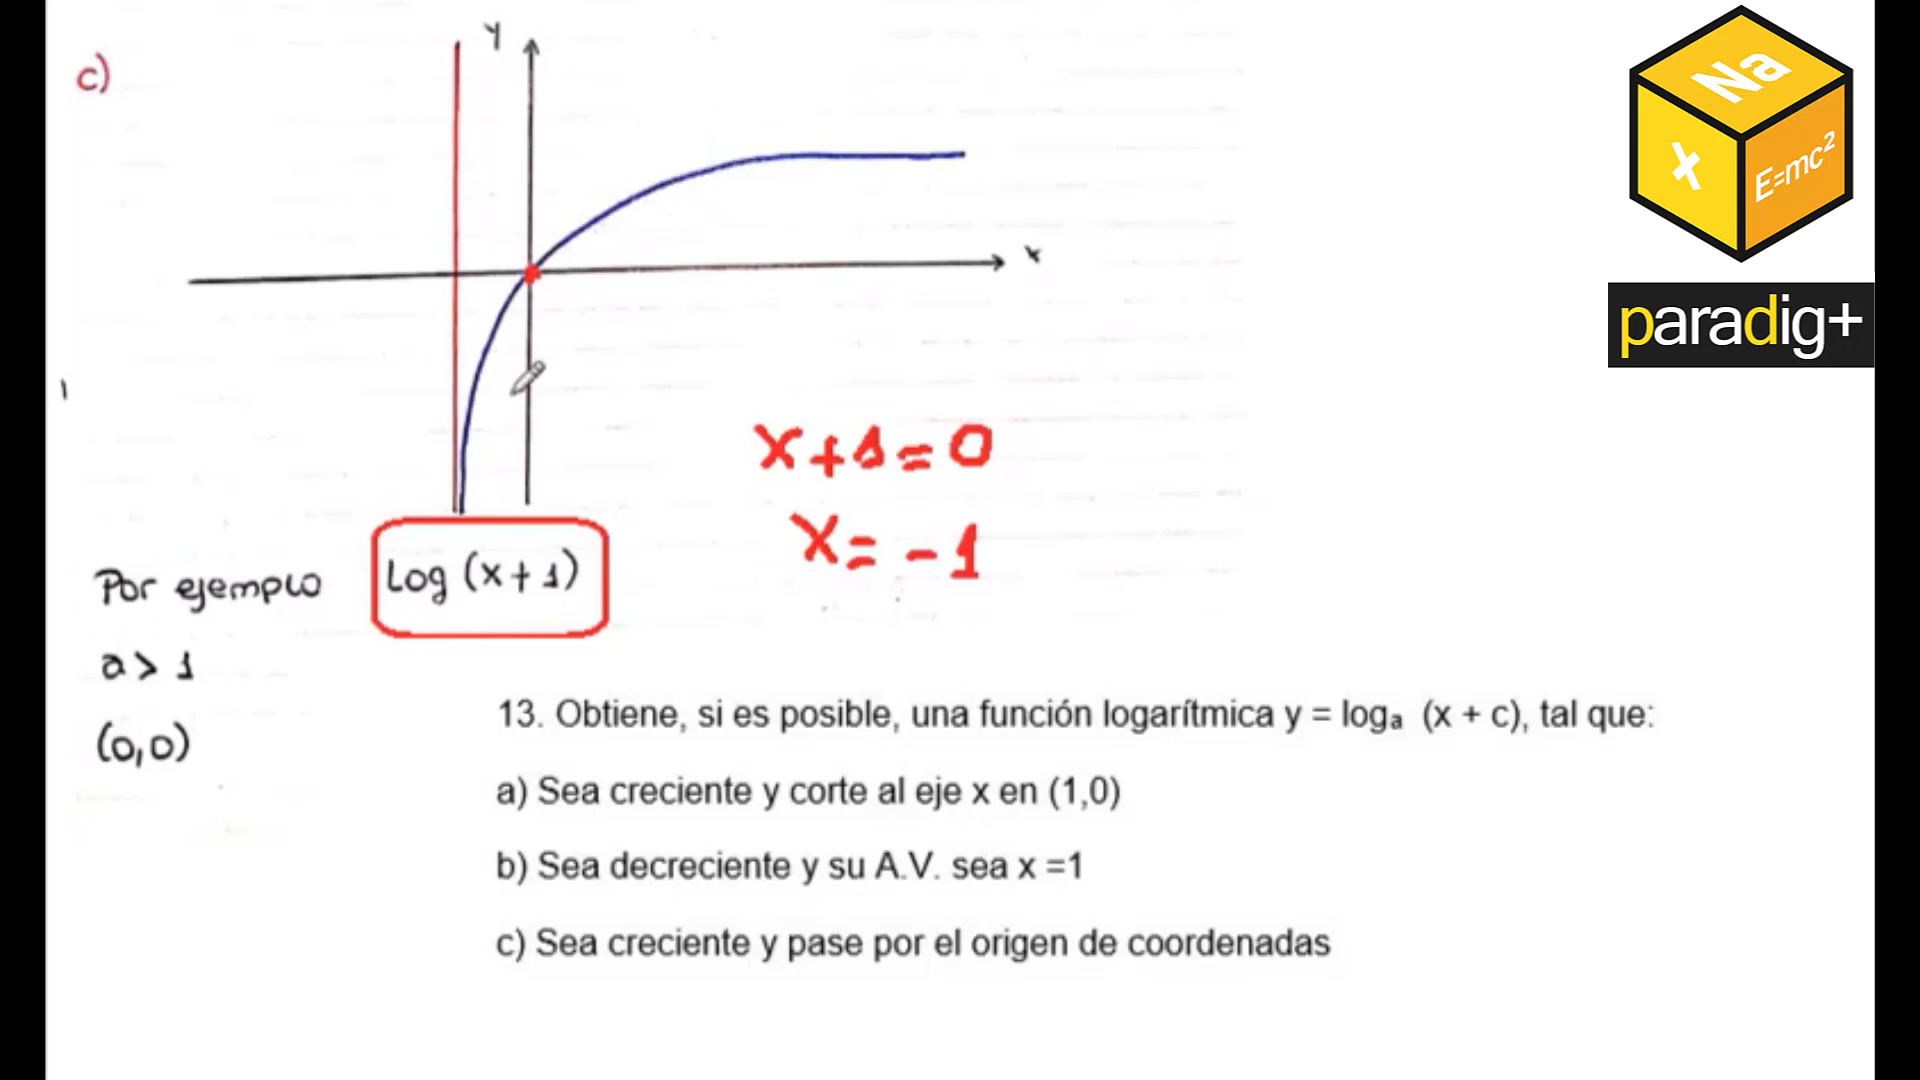 c)
Y
x
x+1=0
x=-1
Por ejemplo Log (x+1)
a> 1
(0,0)
13. Obtiene, si es posible, una función logarítmica y = logₐ (x + c), tal que:
a) Sea creciente y corte al eje x en (1,0)
b) Sea decreciente y su A.V. sea x =1
c) Sea creciente y pase por el origen de coordenadas
Na
x
E=mc²
paradig+